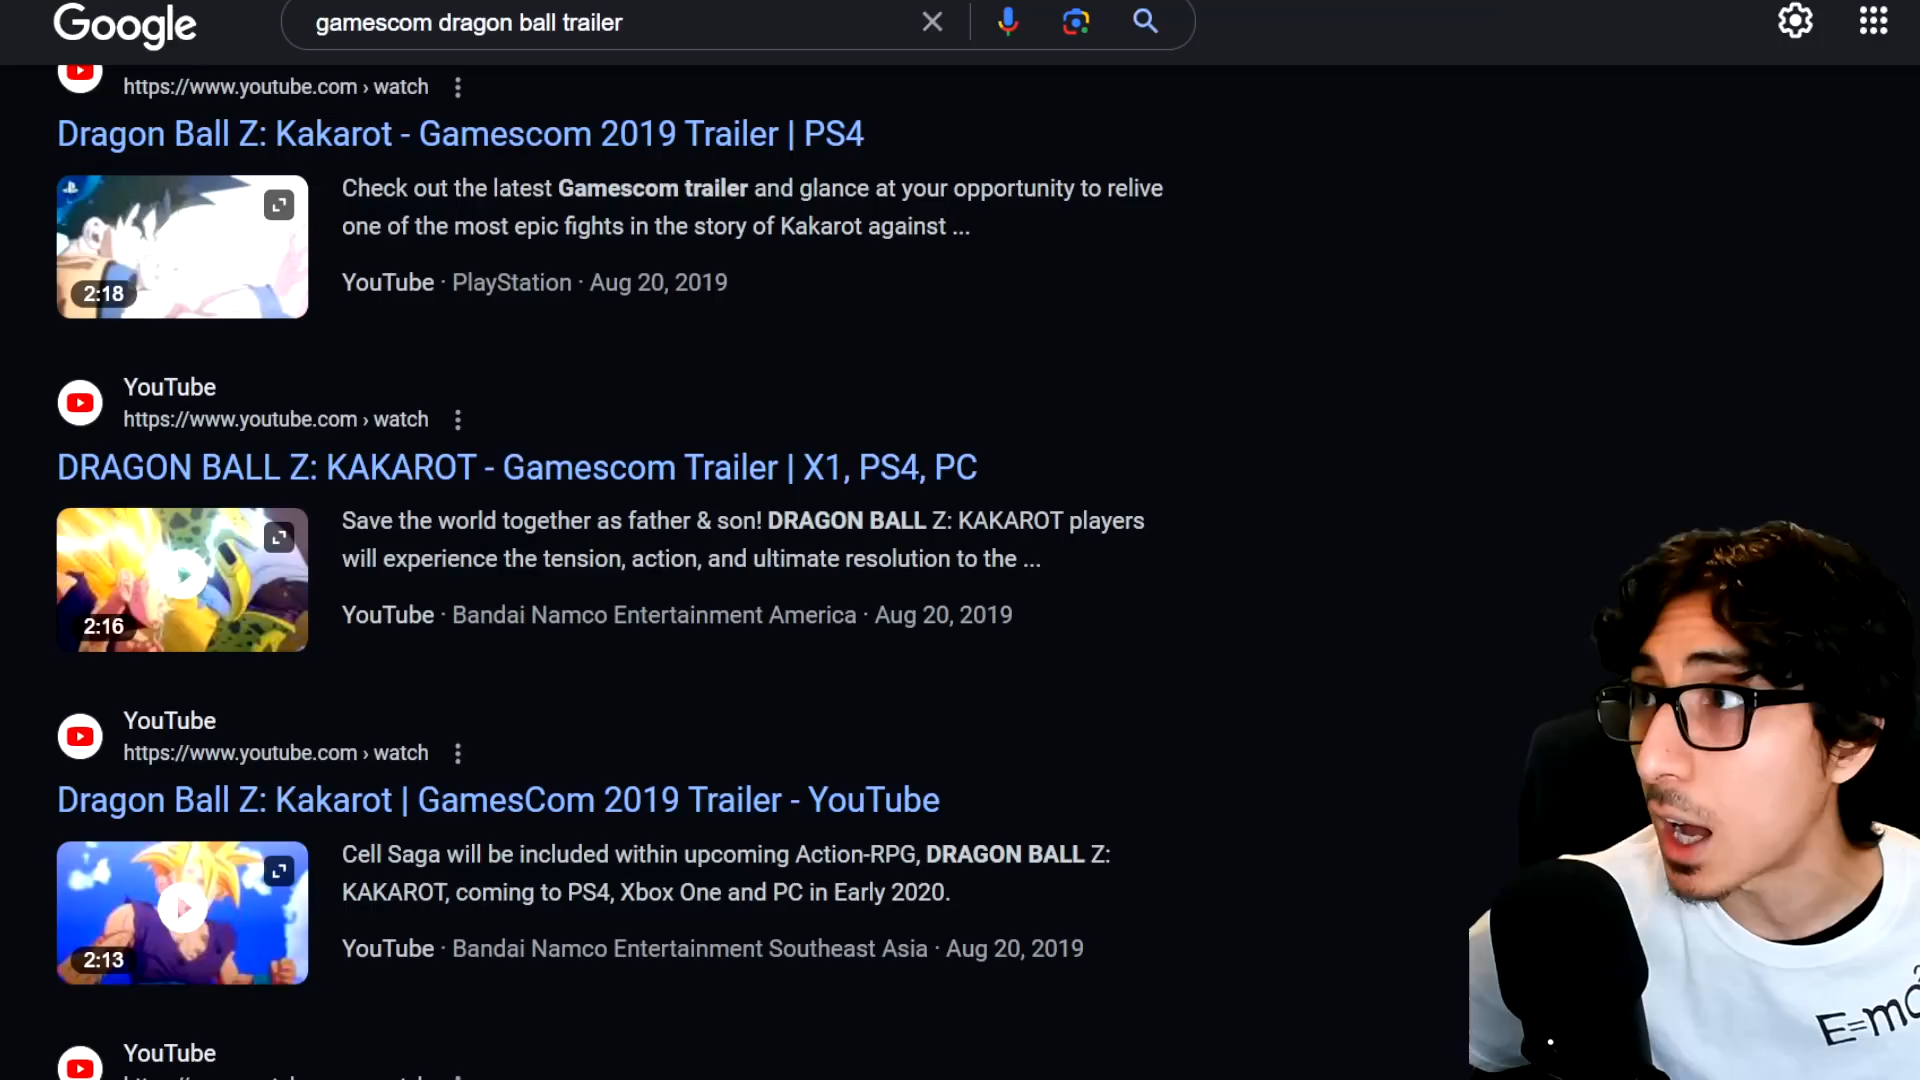 Google
gamescom dragon ball trailer
https://www.youtube.com › watch
Dragon Ball Z: Kakarot - Gamescom 2019 Trailer | PS4
2:18
Check out the latest Gamescom trailer and glance at your opportunity to relive
one of the most epic fights in the story of Kakarot against ...
YouTube · PlayStation · Aug 20, 2019
YouTube
https://www.youtube.com › watch
DRAGON BALL Z: KAKAROT - Gamescom Trailer | X1, PS4, PC
2:16
Save the world together as father & son! DRAGON BALL Z: KAKAROT players
will experience the tension, action, and ultimate resolution to the ...
YouTube · Bandai Namco Entertainment America · Aug 20, 2019
YouTube
https://www.youtube.com › watch
Dragon Ball Z: Kakarot | GamesCom 2019 Trailer - YouTube
2:13
Cell Saga will be included within upcoming Action-RPG, DRAGON BALL Z:
KAKAROT, coming to PS4, Xbox One and PC in Early 2020.
YouTube · Bandai Namco Entertainment Southeast Asia · Aug 20, 2019
YouTube
E=mc²